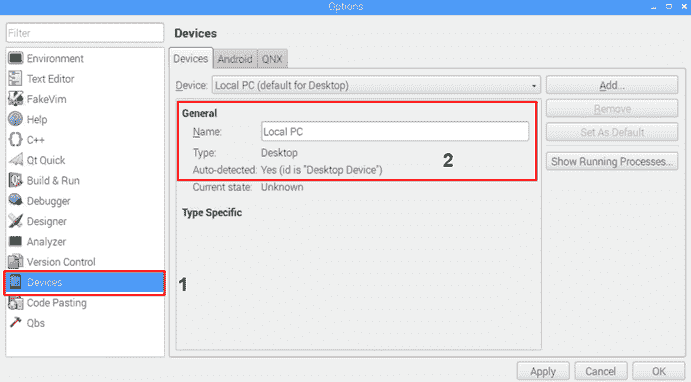 Options
Filter
Environment
Text Editor
FakeVim
Help
C++
Qt Quick
Build & Run
Debugger
Designer
Analyzer
Version Control
Devices
Code Pasting
Qbs
1
Devices
Devices Android QNX
Device: Local PC (default for Desktop)
General
Name: Local PC
Type: Desktop
Auto-detected: Yes (id is "Desktop Device")
2
Current state: Unknown
Type Specific
Add...
Remove
Set As Default
Show Running Processes...
Apply Cancel OK